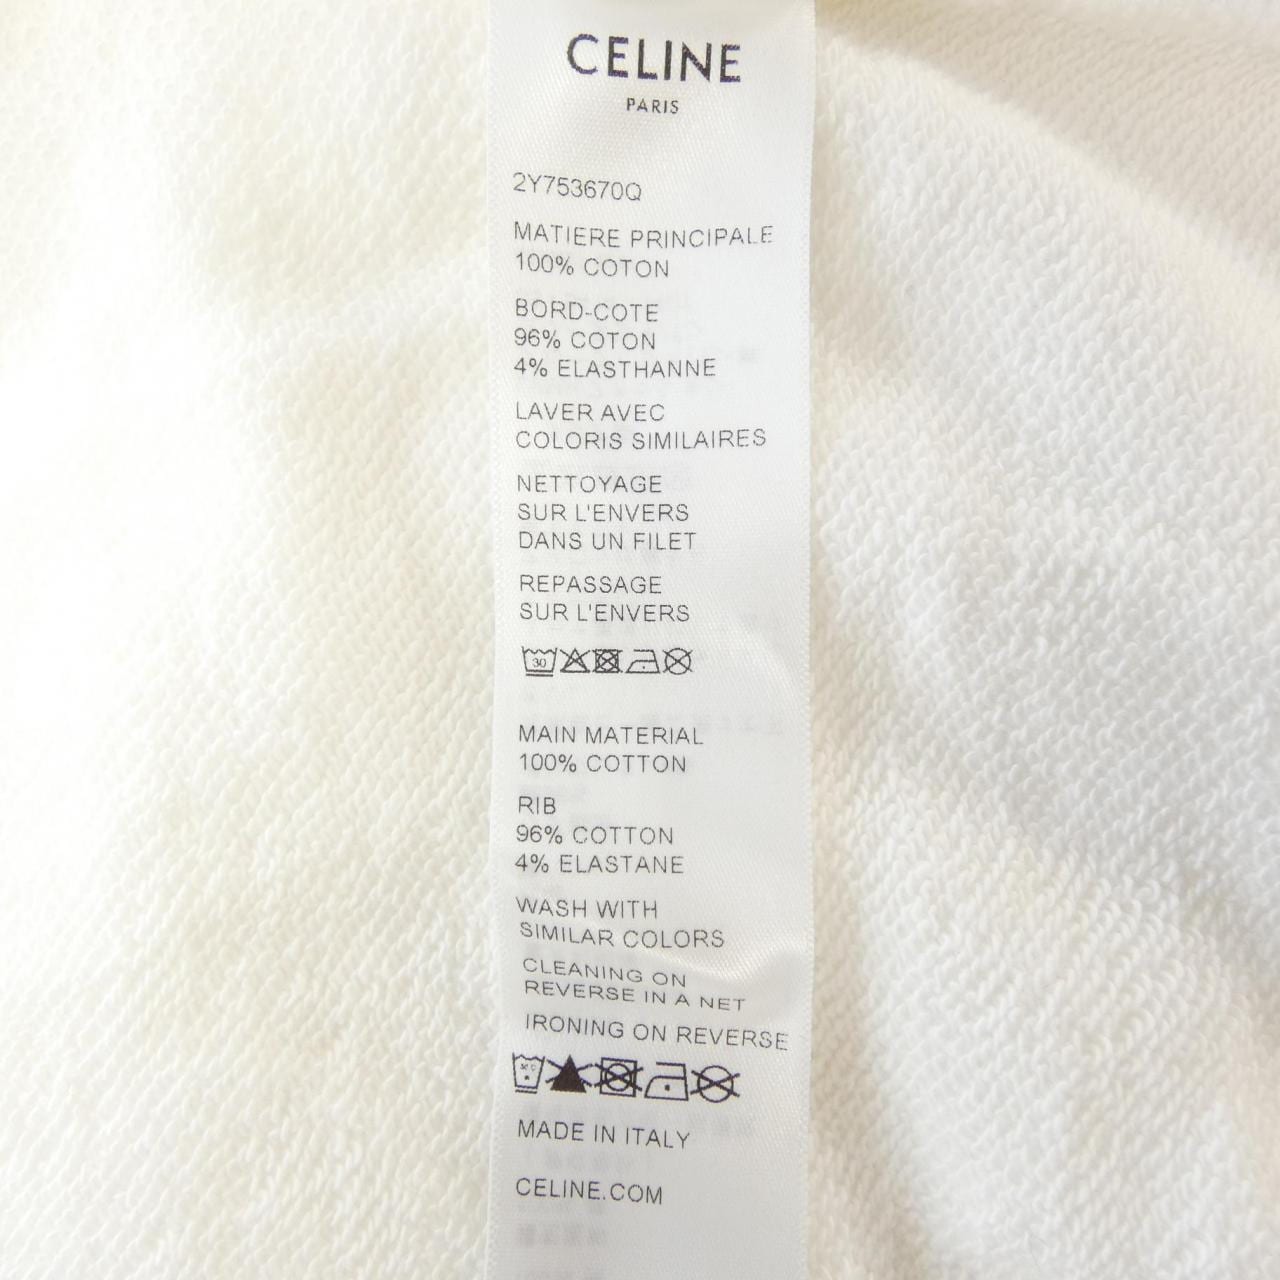 CELINE
PARIS
2Y753670Q
MATIERE PRINCIPALE
100% COTON
BORD-COTE
96% COTON
4% ELASTHANNE
LAVER AVEC
COLORIS SIMILAIRES
NETTOYAGE
SUR L'ENVERS
DANS UN FILET
REPASSAGE
SUR L'ENVERS
30
MAIN MATERIAL
100% COTTON
RIB
96% COTTON
4% ELASTANE
WASH WITH
SIMILAR COLORS
CLEANING ON
REVERSE IN A NET
IRONING ON REVERSE
MADE IN ITALY
CELINE.COM